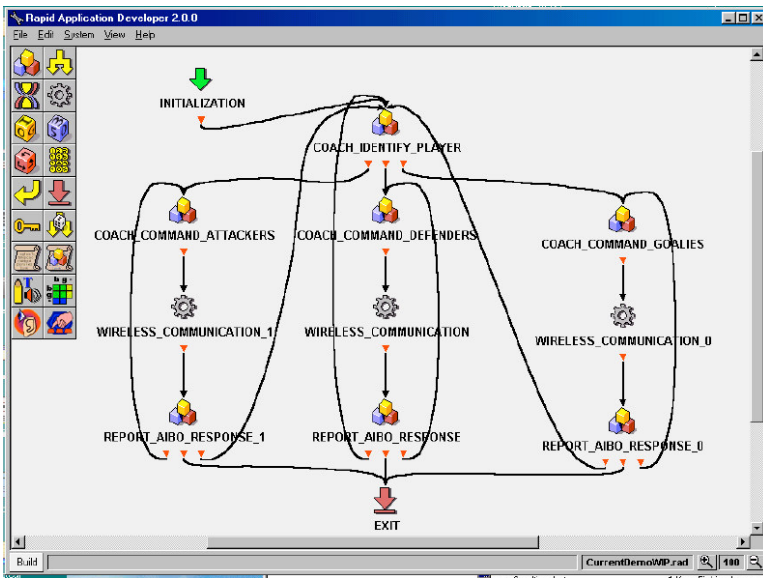 Rapid Application Developer 2.0.0
File Edit System View Help
INITIALIZATION
COACH_IDENTIFY_PLAYER
COACH_COMMAND_ATTACKERS
COACH_COMMAND_DEFENDERS
COACH_COMMAND_GOALIES
WIRELESS_COMMUNICATION_1
WIRELESS_COMMUNICATION
WIRELESS_COMMUNICATION_0
REPORT_AIBO_RESPONSE_1
REPORT_AIBO_RESPONSE
REPORT_AIBO_RESPONSE_0
EXIT
Build
CurrentDemoWIP.rad
100